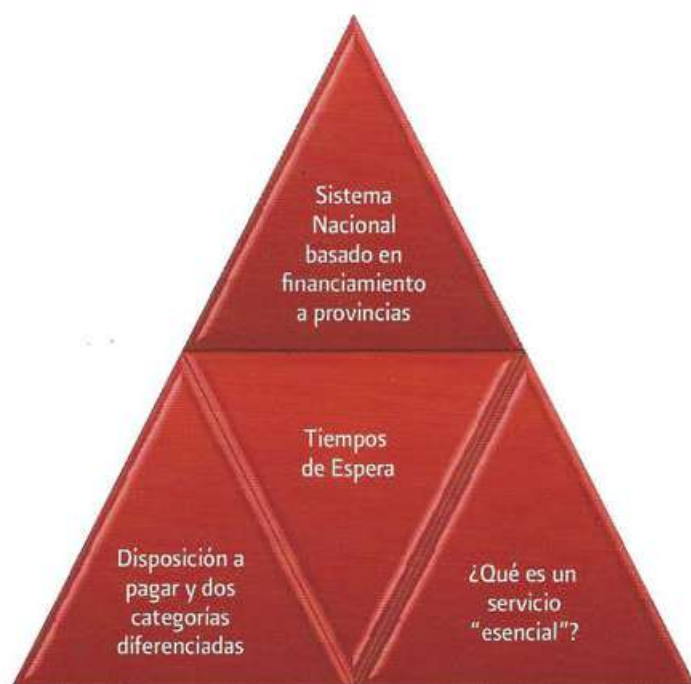 Sistema
Nacional
basado en
financiamiento
a provincias
Tiempos
de Espera
Disposición a
pagar y dos
categorías
diferenciadas
¿Qué es un
servicio
“esencial”?